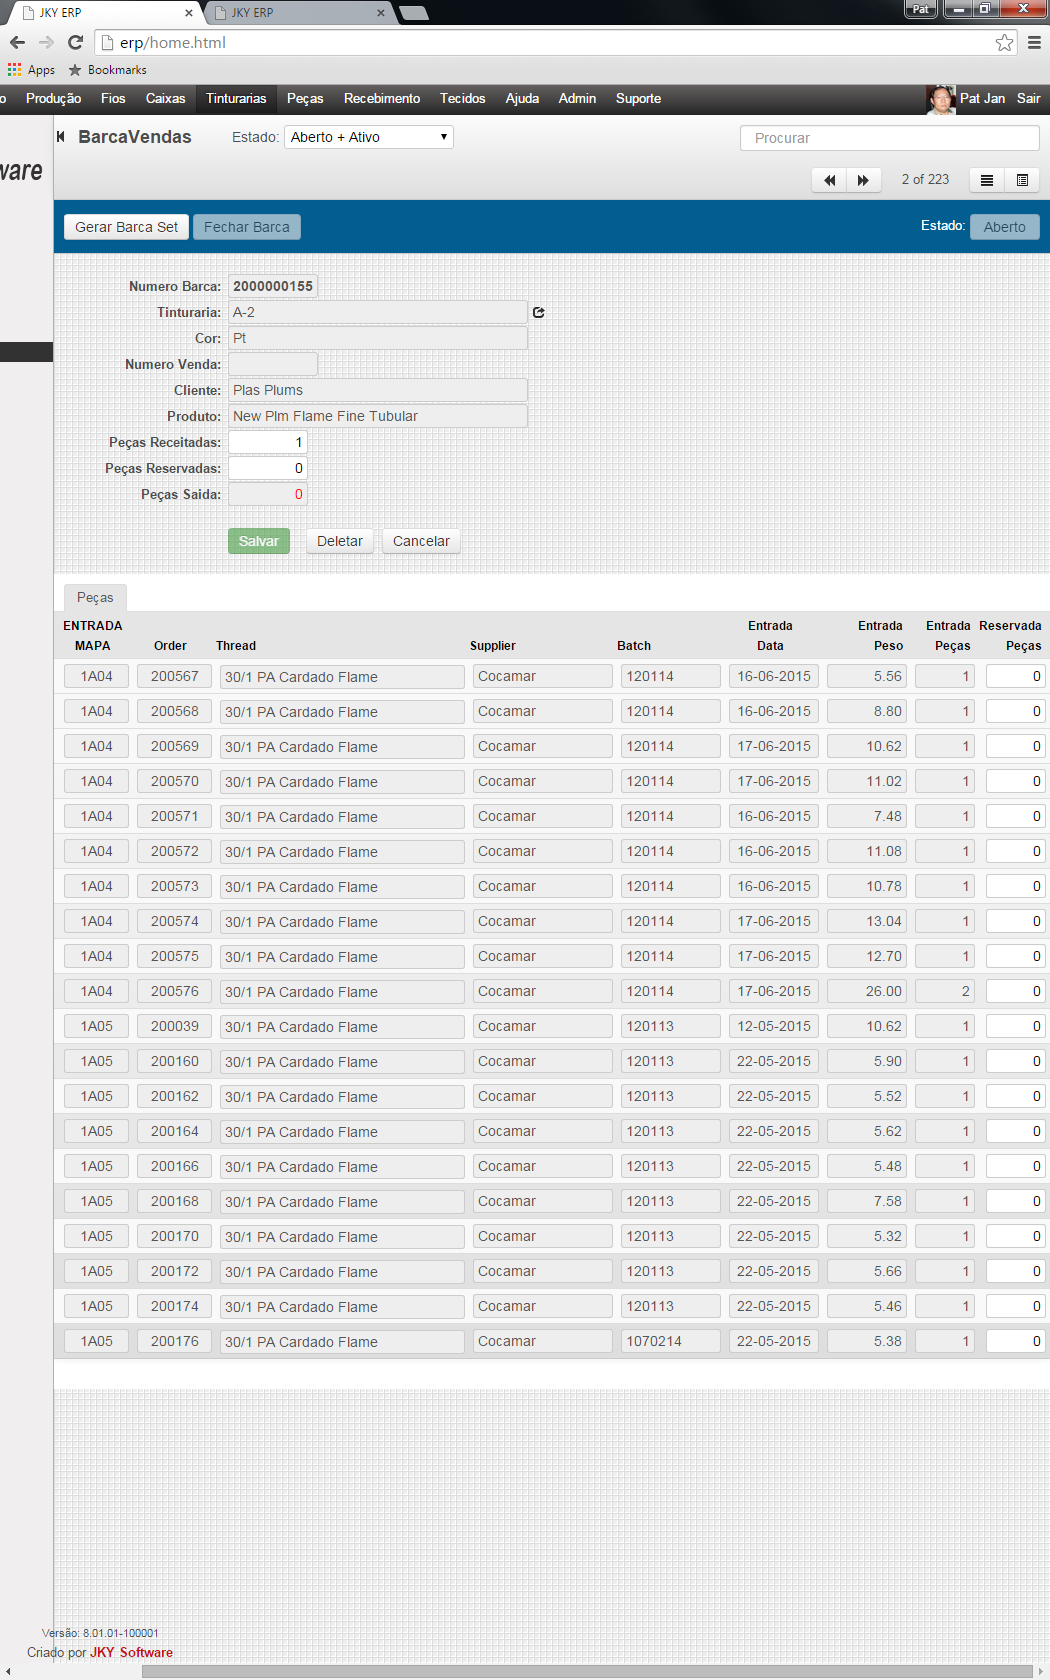 JKY ERP
JKY ERP
Pat
erp/home.html
Apps Bookmarks
o Produção Fios Caixas Tinturarias Peças Recebimento Tecidos Ajuda Admin Suporte Pat Jan Sair
ware
BarcaVendas Estado: Aberto + Ativo Procurar
2 of 223
Gerar Barca Set Fechar Barca Estado: Aberto
Numero Barca: 2000000155
Tinturaria: A-2
Cor: Pt
Numero Venda:
Cliente: Plas Plums
Produto: New Plm Flame Fine Tubular
Peças Receitadas: 1
Peças Reservadas: 0
Peças Saida: 0
Salvar Deletar Cancelar
Peças
ENTRADA Entrada Entrada Entrada Reservada
MAPA Order Thread Supplier Batch Data Peso Peças Peças
1A04 200567 30/1 PA Cardado Flame Cocamar 120114 16-06-2015 5.56 1 0
1A04 200568 30/1 PA Cardado Flame Cocamar 120114 16-06-2015 8.80 1 0
1A04 200569 30/1 PA Cardado Flame Cocamar 120114 17-06-2015 10.62 1 0
1A04 200570 30/1 PA Cardado Flame Cocamar 120114 17-06-2015 11.02 1 0
1A04 200571 30/1 PA Cardado Flame Cocamar 120114 16-06-2015 7.48 1 0
1A04 200572 30/1 PA Cardado Flame Cocamar 120114 16-06-2015 11.08 1 0
1A04 200573 30/1 PA Cardado Flame Cocamar 120114 16-06-2015 10.78 1 0
1A04 200574 30/1 PA Cardado Flame Cocamar 120114 17-06-2015 13.04 1 0
1A04 200575 30/1 PA Cardado Flame Cocamar 120114 17-06-2015 12.70 1 0
1A04 200576 30/1 PA Cardado Flame Cocamar 120114 17-06-2015 26.00 2 0
1A05 200039 30/1 PA Cardado Flame Cocamar 120113 12-05-2015 10.62 1 0
1A05 200160 30/1 PA Cardado Flame Cocamar 120113 22-05-2015 5.90 1 0
1A05 200162 30/1 PA Cardado Flame Cocamar 120113 22-05-2015 5.52 1 0
1A05 200164 30/1 PA Cardado Flame Cocamar 120113 22-05-2015 5.62 1 0
1A05 200166 30/1 PA Cardado Flame Cocamar 120113 22-05-2015 5.48 1 0
1A05 200168 30/1 PA Cardado Flame Cocamar 120113 22-05-2015 7.58 1 0
1A05 200170 30/1 PA Cardado Flame Cocamar 120113 22-05-2015 5.32 1 0
1A05 200172 30/1 PA Cardado Flame Cocamar 120113 22-05-2015 5.66 1 0
1A05 200174 30/1 PA Cardado Flame Cocamar 120113 22-05-2015 5.46 1 0
1A05 200176 30/1 PA Cardado Flame Cocamar 1070214 22-05-2015 5.38 1 0
Versão: 8.01.01-100001
Criado por JKY Software